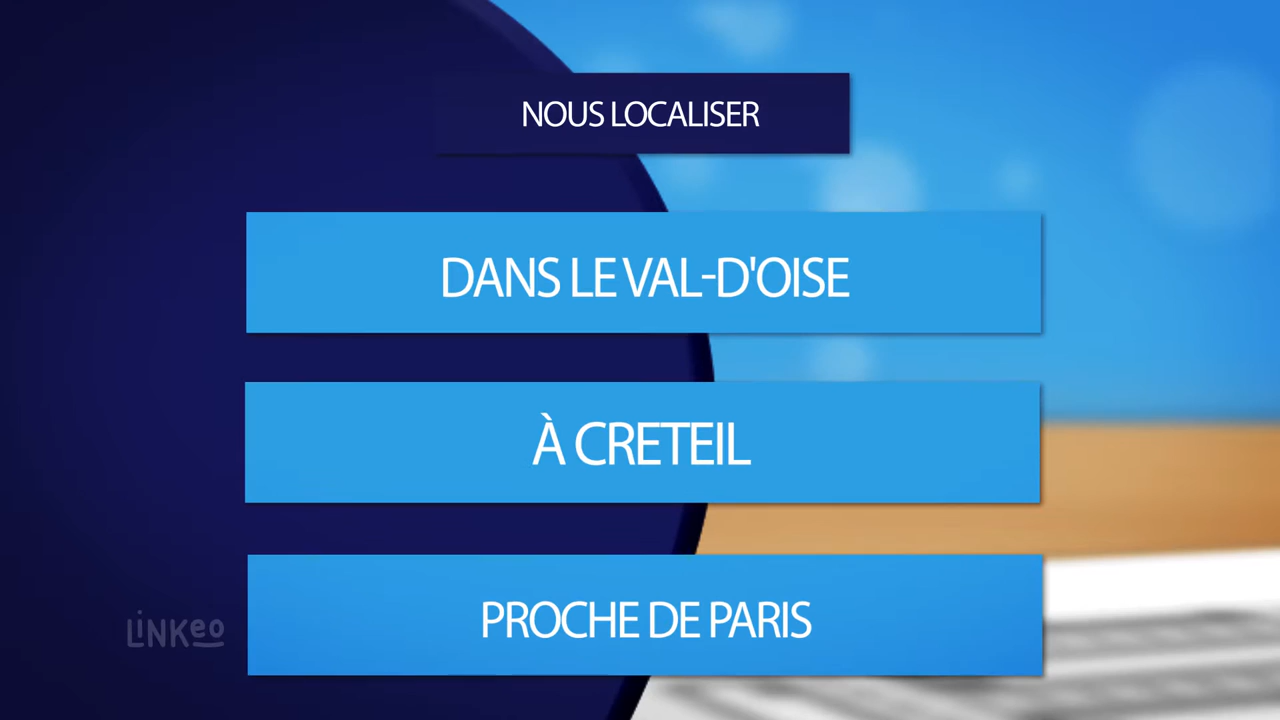 NOUS LOCALISER
DANS LE VAL-D'OISE
À CRETEIL
PROCHE DE PARIS
LiNKeo